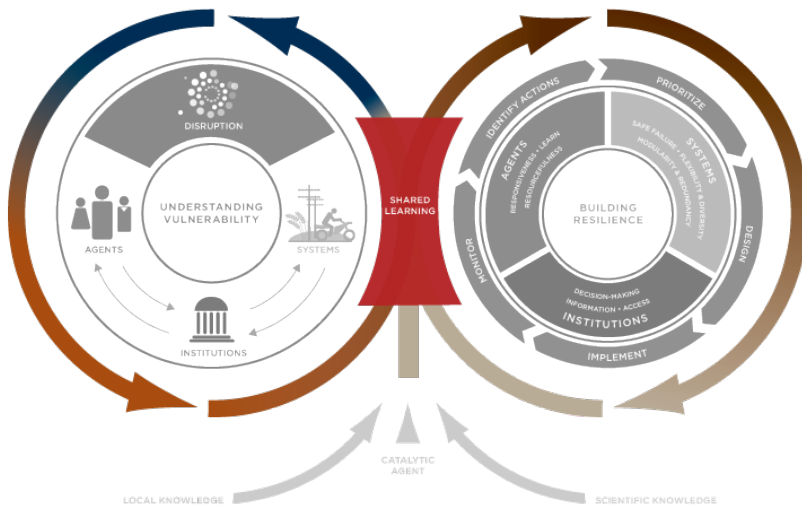 DISRUPTION
UNDERSTANDING
VULNERABILITY
AGENTS
SYSTEMS
INSTITUTIONS
SHARED
LEARNING
IDENTIFY ACTIONS
PRIORITIZE
DESIGN
IMPLEMENT
MONITOR
AGENTS
RESPONSIVENESS • LEARN
RESOURCEFULNESS
SYSTEMS
SAFE FAILURE • FLEXIBILITY & DIVERSITY
MODULARITY & REDUNDANCY
BUILDING
RESILIENCE
DECISION-MAKING
INFORMATION • ACCESS
INSTITUTIONS
CATALYTIC
AGENT
LOCAL KNOWLEDGE
SCIENTIFIC KNOWLEDGE